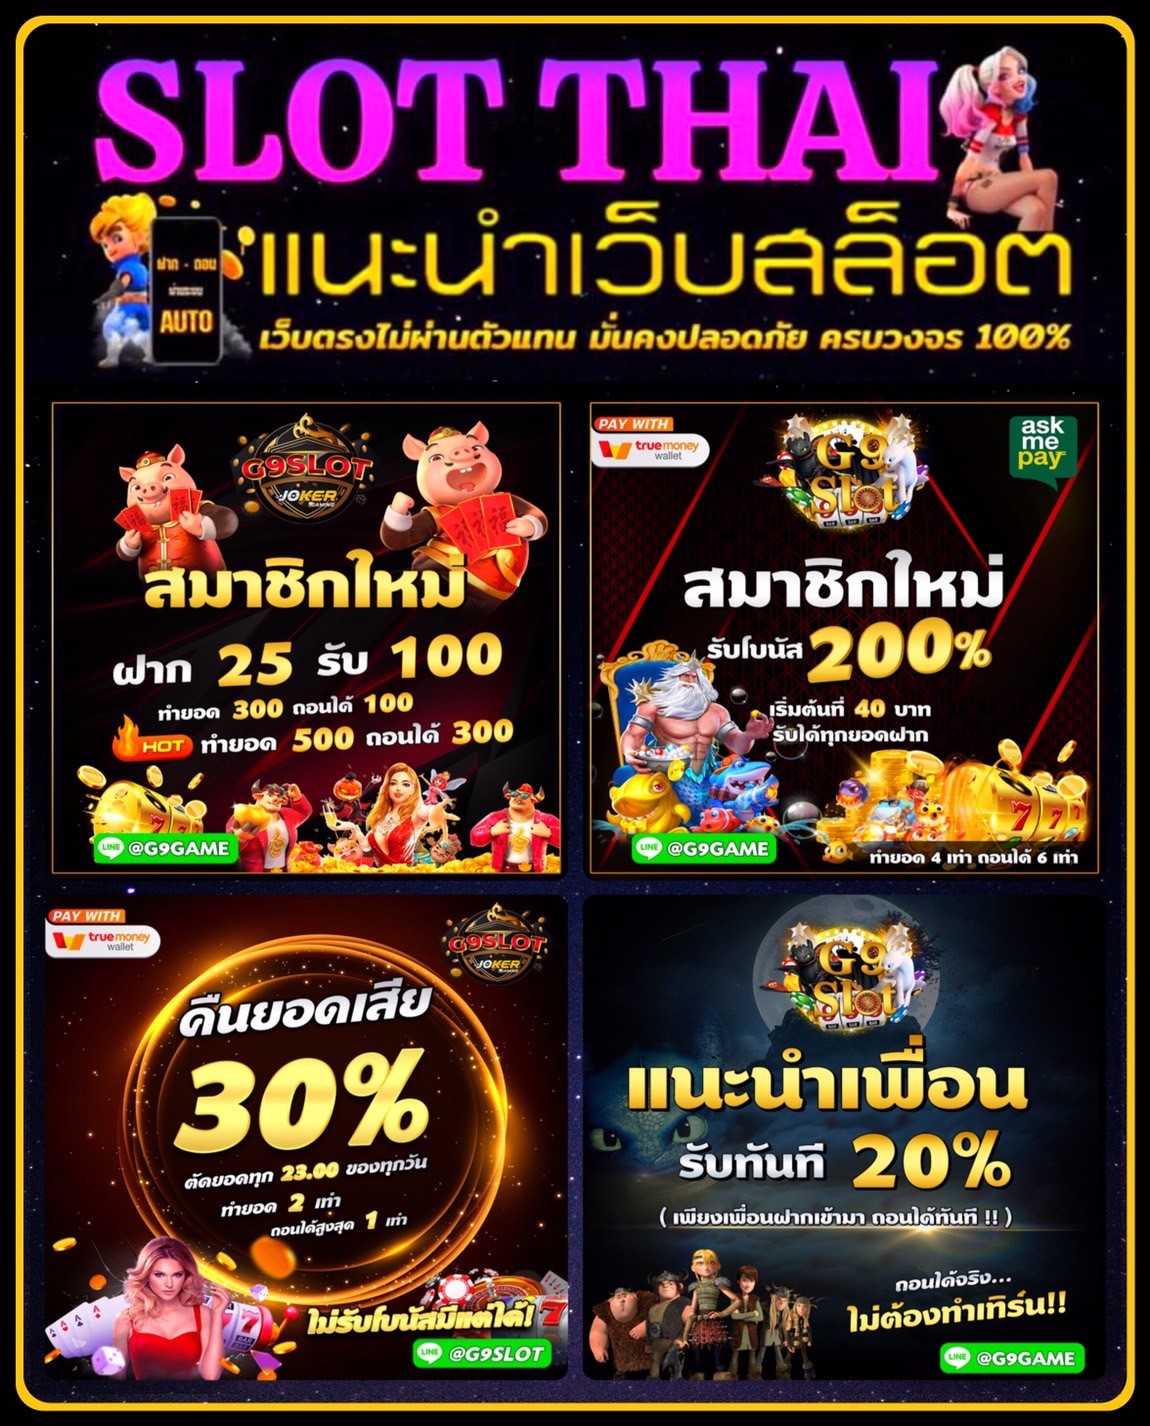 SLOT THAI
แนะนำเว็บสล็อต
ฝาก - ถอน
AUTO
เว็บตรงไม่ผ่านตัวแทน มั่นคงปลอดภัย ครบวงจร 100%
G9SLOT
JOKER
GAMING
สมาชิกใหม่
ฝาก 25 รับ 100
ทำยอด 300 ถอนได้ 100
HOT ทำยอด 500 ถอนได้ 300
LINE @G9GAME
PAY WITH
truemoney
wallet
G9
Slot
ask
me
pay
สมาชิกใหม่
รับโบนัส 200%
เริ่มต้นที่ 40 บาท
รับได้ทุกยอดฝาก
777
LINE @G9GAME
ทำยอด 4 เท่า ถอนได้ 6 เท่า
PAY WITH
truemoney
wallet
G9SLOT
JOKER
GAMING
คืนยอดเสีย
30%
ตัดยอดทุก 23.00 ของทุกวัน
ทำยอด 2 เท่า
ถอนได้สูงสุด 1 เท่า
ไม่รับโบนัสมีแต่ได้!
LINE @G9SLOT
G9
Slot
แนะนำเพื่อน
รับทันที 20%
( เพียงเพื่อนฝากเข้ามา ถอนได้ทันที !! )
ถอนได้จริง...
ไม่ต้องทำเทิร์น!!
LINE @G9GAME